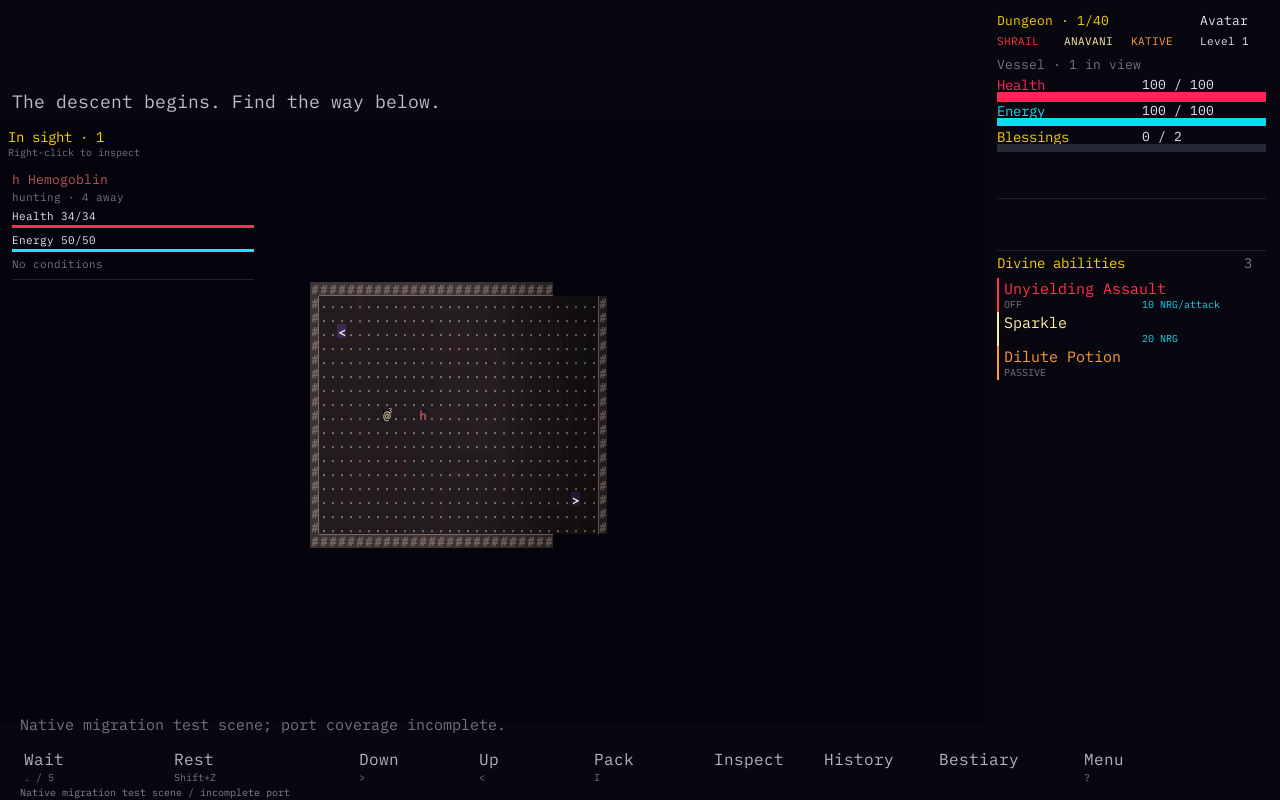 Dungeon · 1/40 Avatar
SHRAIL ANAVANI KATIVE Level 1
Vessel · 1 in view
Health 100 / 100
Energy 100 / 100
Blessings 0 / 2
The descent begins. Find the way below.
In sight · 1
Right-click to inspect
h Hemogoblin
hunting · 4 away
Health 34/34
Energy 50/50
No conditions
Divine abilities 3
Unyielding Assault
OFF 10 NRG/attack
Sparkle
20 NRG
Dilute Potion
PASSIVE
###########################
<
@ h
>
###########################
Native migration test scene; port coverage incomplete.
Wait Rest Down Up Pack Inspect History Bestiary Menu
. / 5 Shift+Z > < I ?
Native migration test scene / incomplete port